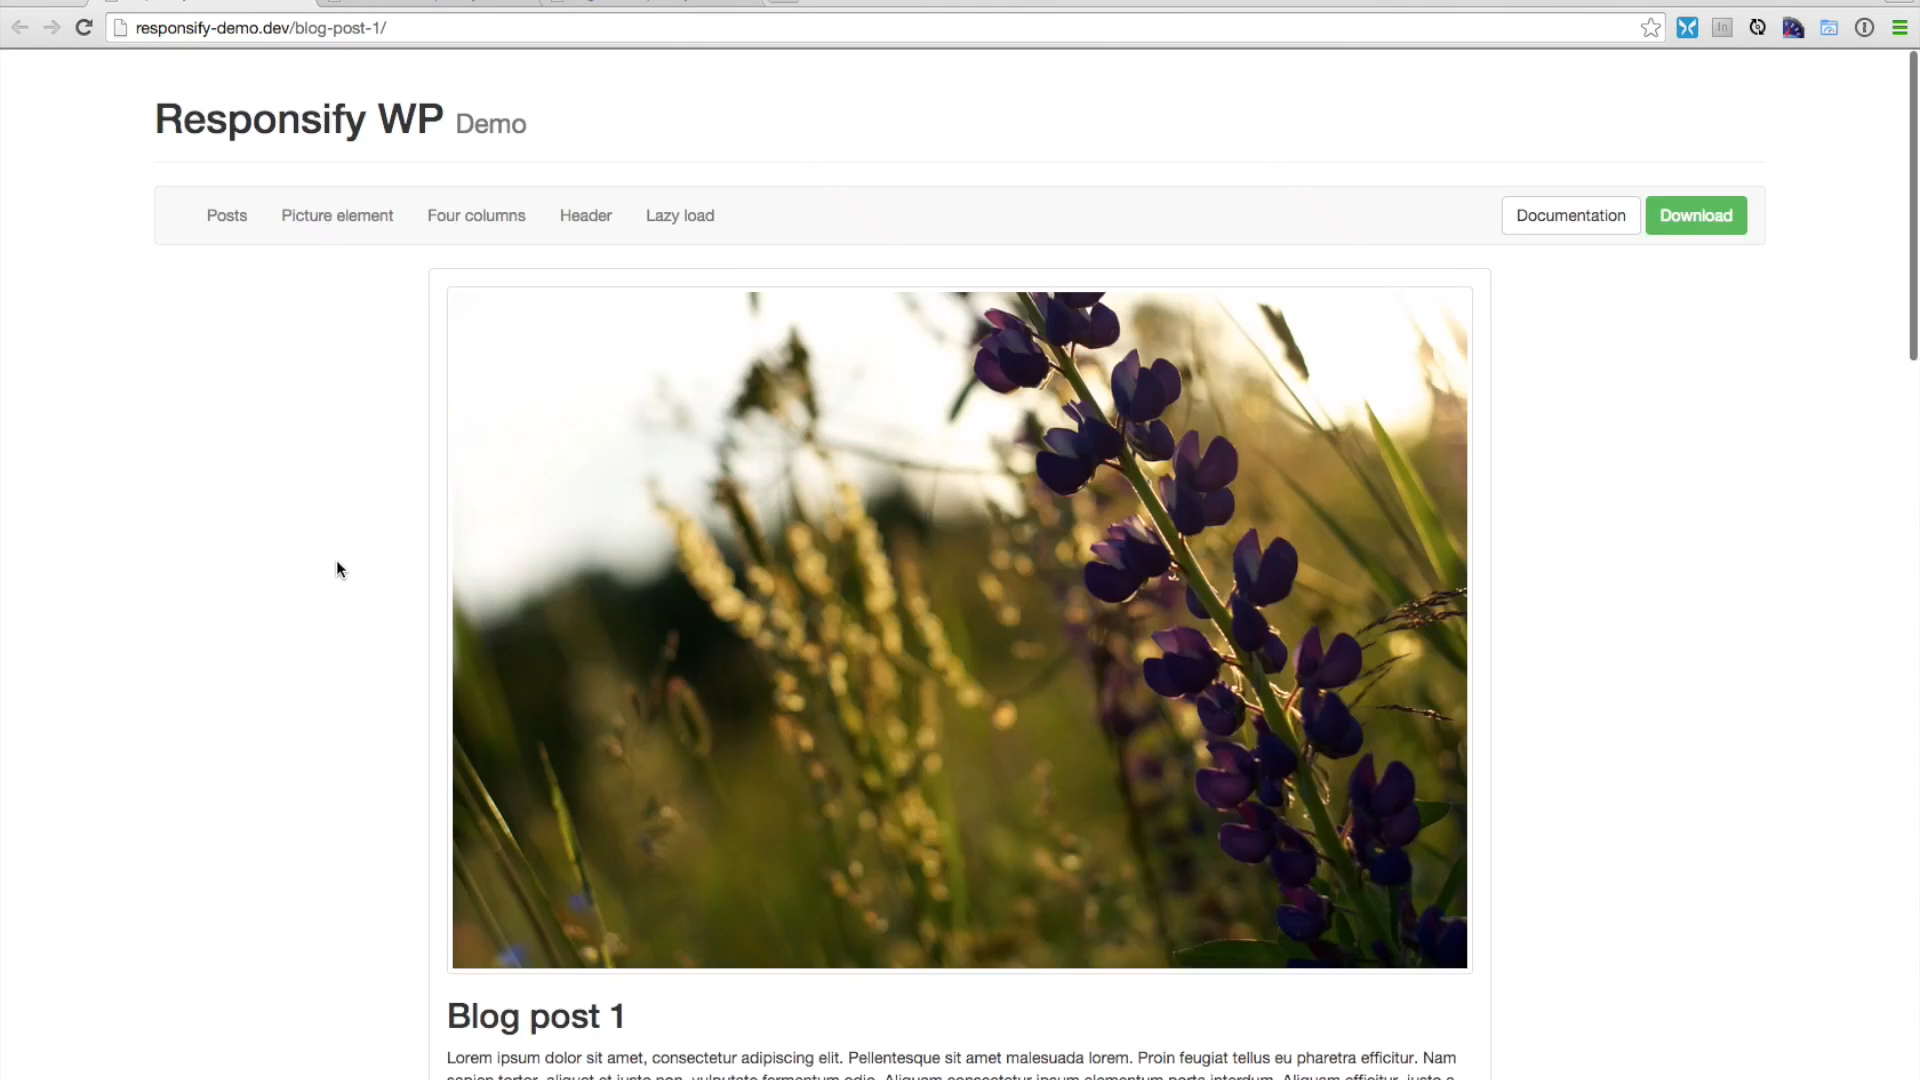 responsify-demo.dev/blog-post-1/
Responsify WP Demo
Posts Picture element Four columns Header Lazy load Documentation Download
Blog post 1
Lorem ipsum dolor sit amet, consectetur adipiscing elit. Pellentesque sit amet malesuada lorem. Proin feugiat tellus eu pharetra efficitur. Nam